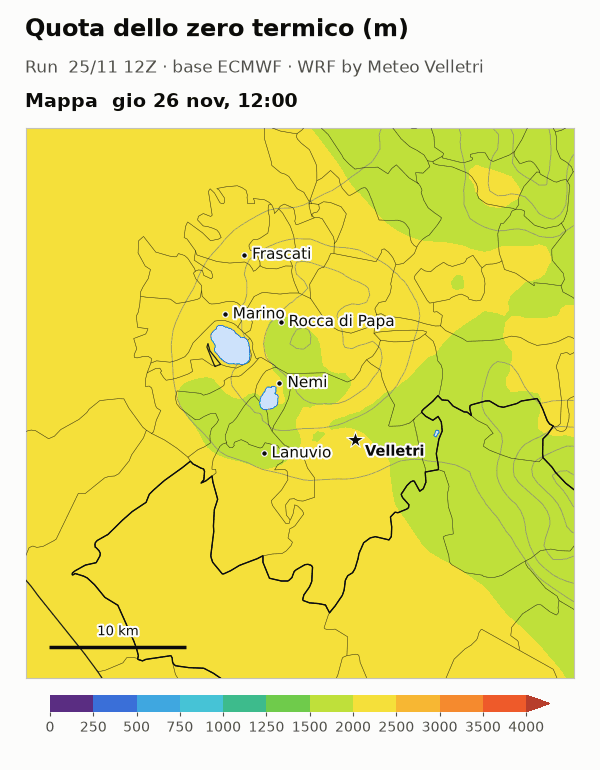 Quota dello zero termico (m)
Run 25/11 12Z · base ECMWF · WRF by Meteo Velletri
Mappa gio 26 nov, 12:00
Frascati
Marino
Rocca di Papa
Nemi
Lanuvio
Velletri
10 km
0 250 500 750 1000 1250 1500 2000 2500 3000 3500 4000